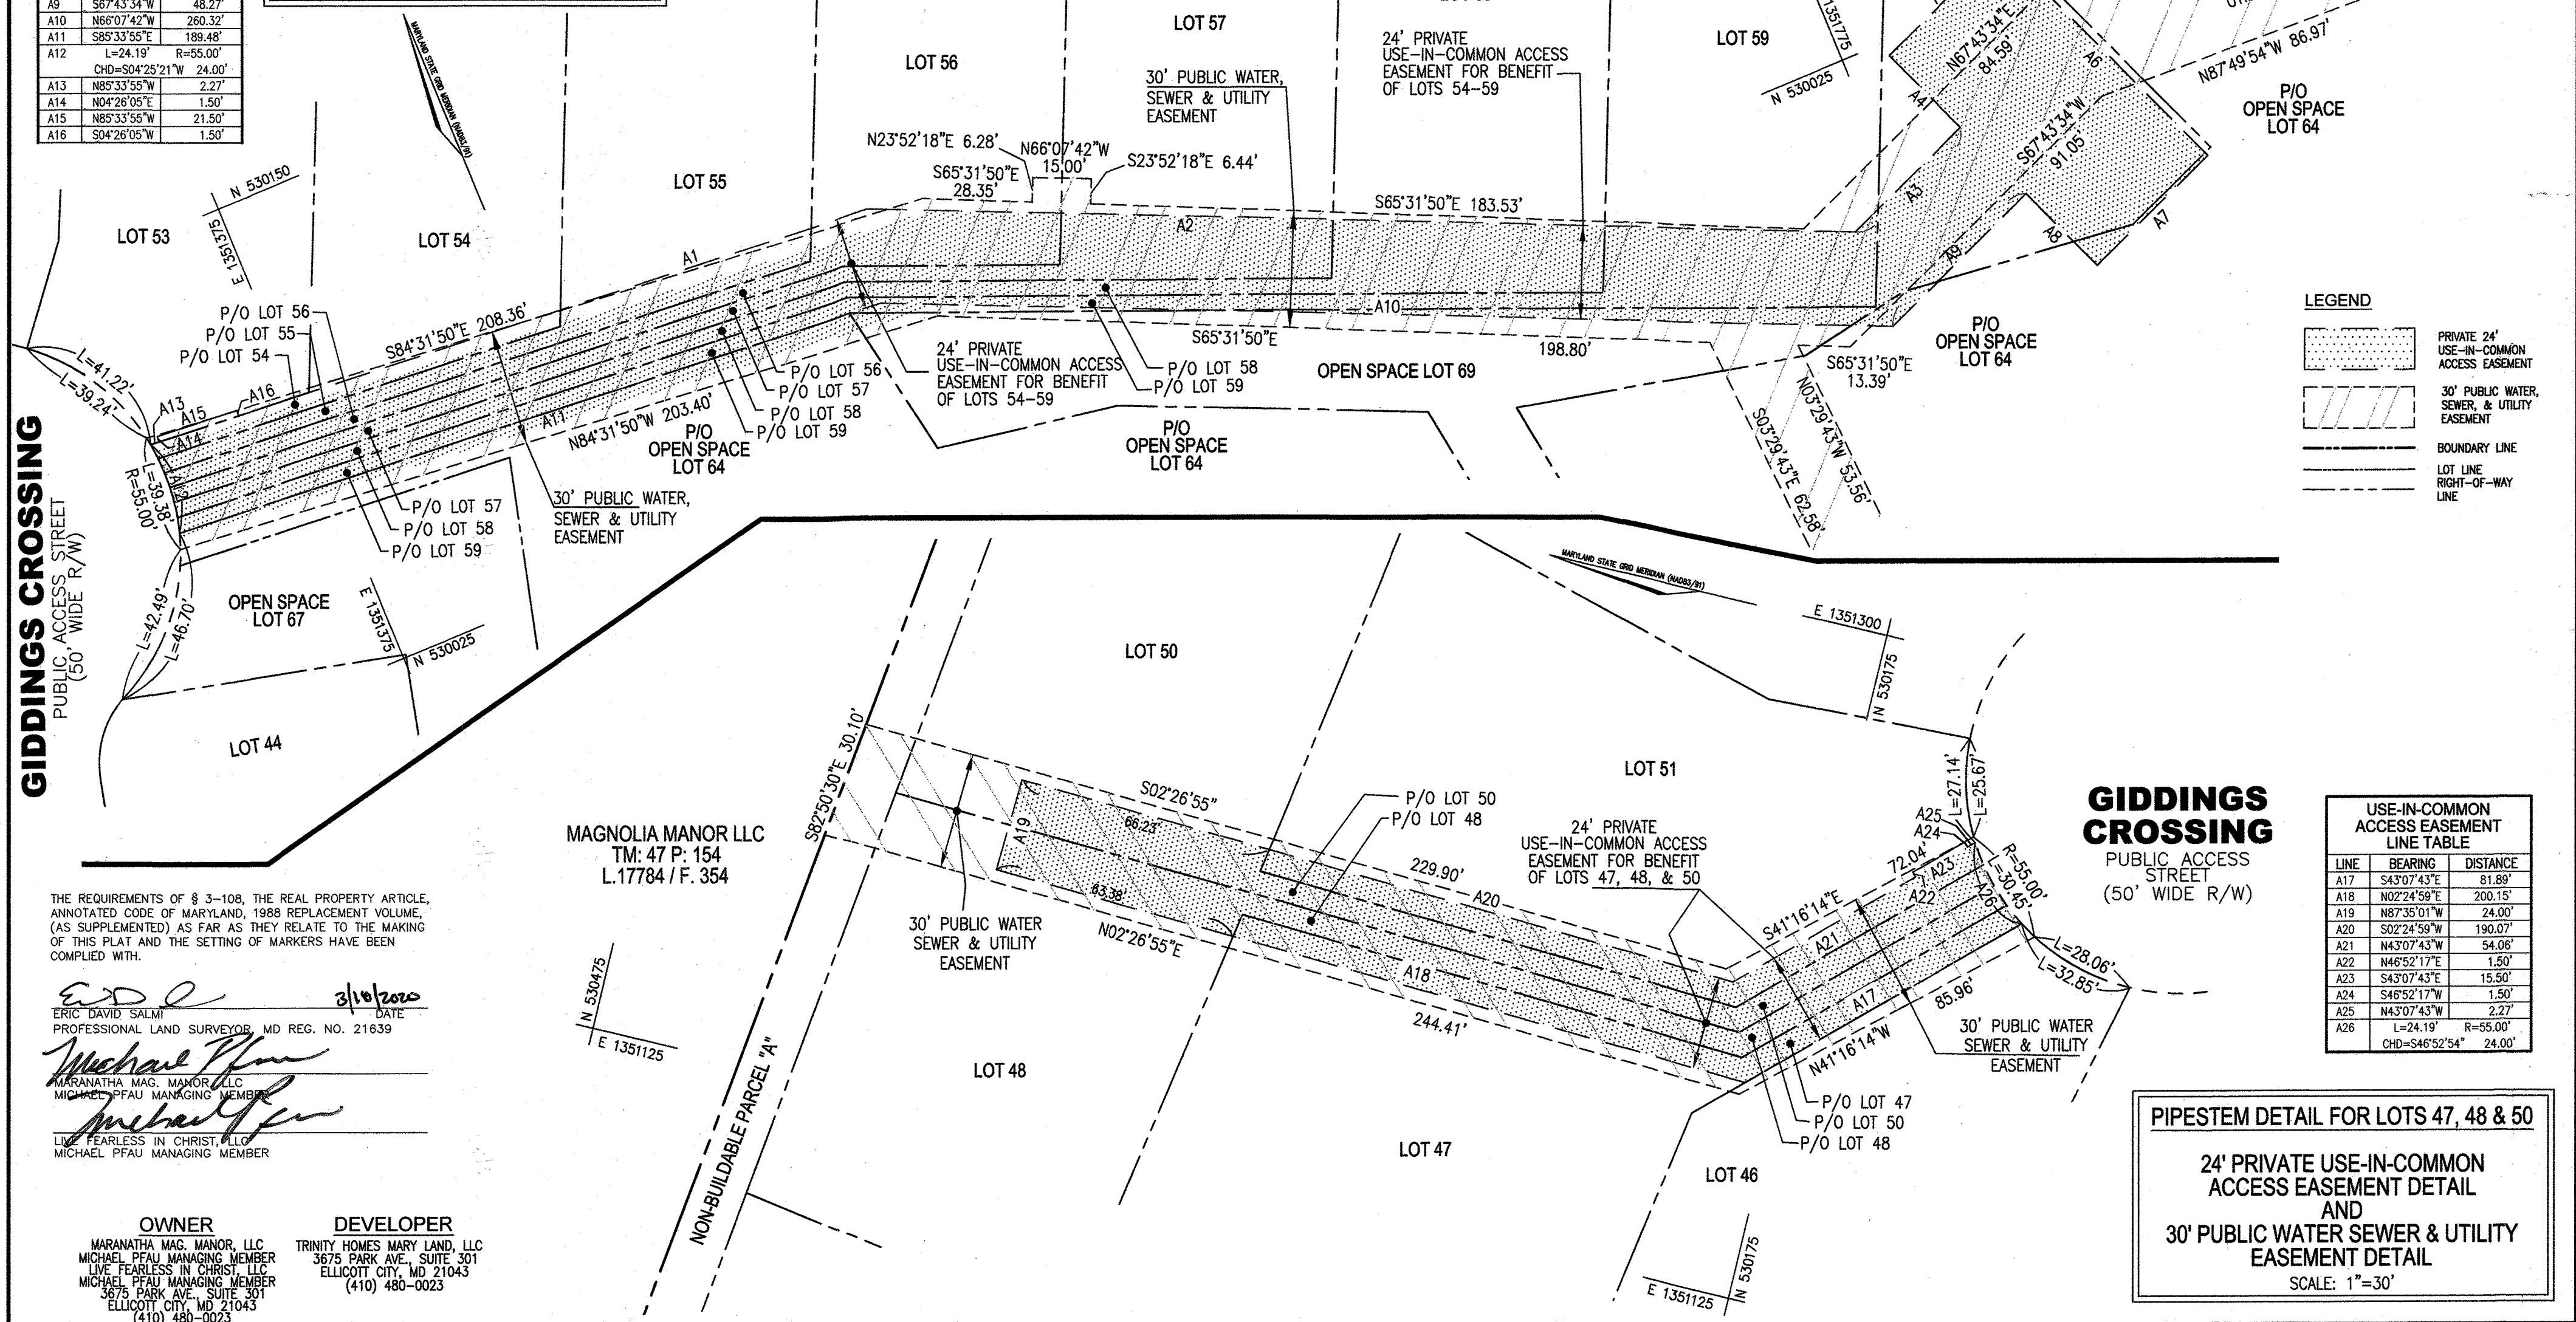 A9 S67°43'34"W 48.27'
A10 N66°07'42"W 260.32'
A11 S85°33'55"E 189.48'
A12 L=24.19' R=55.00'
CHD=S04°25'21"W 24.00'
A13 N85°33'55"W 2.27'
A14 N04°26'05"E 1.50'
A15 N85°33'55"W 21.50'
A16 S04°26'05"W 1.50'
MARYLAND STATE GRID MERIDIAN (NAD83/91)
LOT 56
LOT 57
LOT 59
30' PUBLIC WATER,
SEWER & UTILITY
EASEMENT
24' PRIVATE
USE-IN-COMMON ACCESS
EASEMENT FOR BENEFIT
OF LOTS 54-59
E 1351775
N 530025
N67°43'34"E
84.59'
A4
A6
N87°49'54"W 86.97'
P/O
OPEN SPACE
LOT 64
S67°43'34"W
91.05'
A3
A7
A8
A9
N 530150
E 1351375
LOT 53
LOT 54
LOT 55
N23°52'18"E 6.28'
N66°07'42"W
15.00'
S23°52'18"E 6.44'
S65°31'50"E
28.35'
S65°31'50"E 183.53'
A1
A2
A10
P/O LOT 56
P/O LOT 55
P/O LOT 54
S84°31'50"E 208.36'
S65°31'50"E
198.80'
P/O LOT 58
P/O LOT 59
OPEN SPACE LOT 69
24' PRIVATE
USE-IN-COMMON ACCESS
EASEMENT FOR BENEFIT
OF LOTS 54-59
P/O LOT 56
P/O LOT 57
P/O LOT 58
P/O LOT 59
S65°31'50"E
13.39'
P/O
OPEN SPACE
LOT 64
N03°29'43"W 53.56'
S03°29'43"E 62.58'
L=41.22'
L=39.24'
A13
A15
A16
A14
A12
L=39.38'
R=55.00'
A11
N84°31'50"W 203.40'
P/O
OPEN SPACE
LOT 64
P/O
OPEN SPACE
LOT 64
P/O LOT 57
P/O LOT 58
P/O LOT 59
30' PUBLIC WATER,
SEWER & UTILITY
EASEMENT
GIDDINGS CROSSING
PUBLIC ACCESS STREET
(50' WIDE R/W)
L=42.49'
L=46.70'
OPEN SPACE
LOT 67
E 1351375
N 530025
LOT 44
LEGEND
PRIVATE 24'
USE-IN-COMMON
ACCESS EASEMENT
30' PUBLIC WATER,
SEWER, & UTILITY
EASEMENT
BOUNDARY LINE
LOT LINE
RIGHT-OF-WAY
LINE
MARYLAND STATE GRID MERIDIAN (NAD83/91)
E 1351300
N 530175
LOT 50
LOT 51
S82°50'30"E 30.10'
MAGNOLIA MANOR LLC
TM: 47 P: 154
L.17784 / F. 354
A19
S02°26'55"
66.23'
63.38'
N02°26'55"E
P/O LOT 50
P/O LOT 48
229.90'
A20
A18
244.41'
24' PRIVATE
USE-IN-COMMON ACCESS
EASEMENT FOR BENEFIT
OF LOTS 47, 48, & 50
30' PUBLIC WATER
SEWER & UTILITY
EASEMENT
N 530475
E 1351125
NON-BUILDABLE PARCEL "A"
LOT 48
LOT 47
LOT 46
S41°16'14"E
72.04'
A25
A24
A23
A22
A21
A26
A17
N41°16'14"W
85.96'
L=27.14'
L=25.67'
R=55.00'
L=30.45'
L=28.06'
L=32.85'
30' PUBLIC WATER
SEWER & UTILITY
EASEMENT
P/O LOT 47
P/O LOT 50
P/O LOT 48
E 1351125
N 530175
GIDDINGS
CROSSING
PUBLIC ACCESS
STREET
(50' WIDE R/W)
USE-IN-COMMON
ACCESS EASEMENT
LINE TABLE
LINE BEARING DISTANCE
A17 S43°07'43"E 81.89'
A18 N02°24'59"E 200.15'
A19 N87°35'01"W 24.00'
A20 S02°24'59"W 190.07'
A21 N43°07'43"W 54.06'
A22 N46°52'17"E 1.50'
A23 S43°07'43"E 15.50'
A24 S46°52'17"W 1.50'
A25 N43°07'43"W 2.27'
A26 L=24.19' R=55.00'
CHD=S46°52'54" 24.00'
THE REQUIREMENTS OF § 3-108, THE REAL PROPERTY ARTICLE,
ANNOTATED CODE OF MARYLAND, 1988 REPLACEMENT VOLUME,
(AS SUPPLEMENTED) AS FAR AS THEY RELATE TO THE MAKING
OF THIS PLAT AND THE SETTING OF MARKERS HAVE BEEN
COMPLIED WITH.
ERIC DAVID SALMI DATE
PROFESSIONAL LAND SURVEYOR, MD REG. NO. 21639
Michael Pfau
MARANATHA MAG. MANOR, LLC
MICHAEL PFAU MANAGING MEMBER
Michael Pfau
LIVE FEARLESS IN CHRIST, LLC
MICHAEL PFAU MANAGING MEMBER
OWNER
MARANATHA MAG. MANOR, LLC
MICHAEL PFAU MANAGING MEMBER
LIVE FEARLESS IN CHRIST, LLC
MICHAEL PFAU MANAGING MEMBER
3675 PARK AVE., SUITE 301
ELLICOTT CITY, MD 21043
(410) 480-0023
DEVELOPER
TRINITY HOMES MARY LAND, LLC
3675 PARK AVE., SUITE 301
ELLICOTT CITY, MD 21043
(410) 480-0023
PIPESTEM DETAIL FOR LOTS 47, 48 & 50
24' PRIVATE USE-IN-COMMON
ACCESS EASEMENT DETAIL
AND
30' PUBLIC WATER SEWER & UTILITY
EASEMENT DETAIL
SCALE: 1"=30'